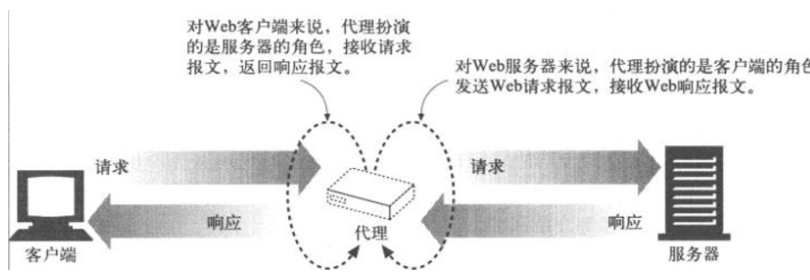 对Web客户端来说，代理扮演
的是服务器的角色，接收请求
报文，返回响应报文。
对Web服务器来说，代理扮演的是客户端的角色
发送Web请求报文，接收Web响应报文。
请求
请求
响应
响应
代理
客户端
服务器